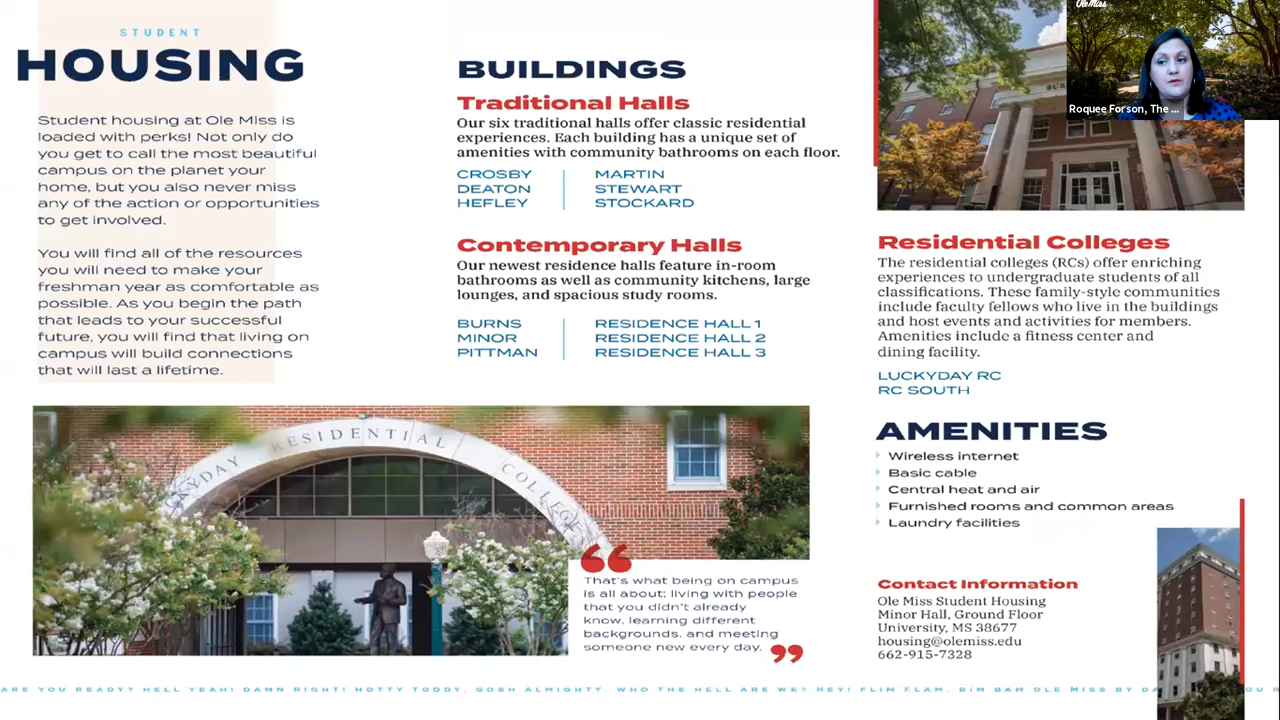 STUDENT
HOUSING
Student housing at Ole Miss is
loaded with perks! Not only do
you get to call the most beautiful
campus on the planet your
home, but you also never miss
any of the action or opportunities
to get involved.
You will find all of the resources
you will need to make your
freshman year as comfortable as
possible. As you begin the path
that leads to your successful
future, you will find that living on
campus will build connections
that will last a lifetime.
BUILDINGS
Traditional Halls
Our six traditional halls offer classic residential
experiences. Each building has a unique set of
amenities with community bathrooms on each floor.
CROSBY
DEATON
HEFLEY
MARTIN
STEWART
STOCKARD
Contemporary Halls
Our newest residence halls feature in-room
bathrooms as well as community kitchens, large
lounges, and spacious study rooms.
BURNS
MINOR
PITTMAN
RESIDENCE HALL 1
RESIDENCE HALL 2
RESIDENCE HALL 3
RESIDENTIAL COLLEGE
“
That's what being on campus
is all about; living with people
that you didn't already
know, learning different
backgrounds, and meeting
someone new every day.
”
Ole Miss
Roquee Forson, The ...
Residential Colleges
The residential colleges (RCs) offer enriching
experiences to undergraduate students of all
classifications. These family-style communities
include faculty fellows who live in the buildings
and host events and activities for members.
Amenities include a fitness center and
dining facility.
LUCKYDAY RC
RC SOUTH
AMENITIES
Wireless internet
Basic cable
Central heat and air
Furnished rooms and common areas
Laundry facilities
Contact Information
Ole Miss Student Housing
Minor Hall, Ground Floor
University, MS 38677
housing@olemiss.edu
662-915-7328
ARE YOU READY? HELL YEAH! DAMN RIGHT! HOTTY TODDY, GOSH ALMIGHTY, WHO THE HELL ARE WE? HEY! FLIM FLAM, BIM BAM OLE MISS BY